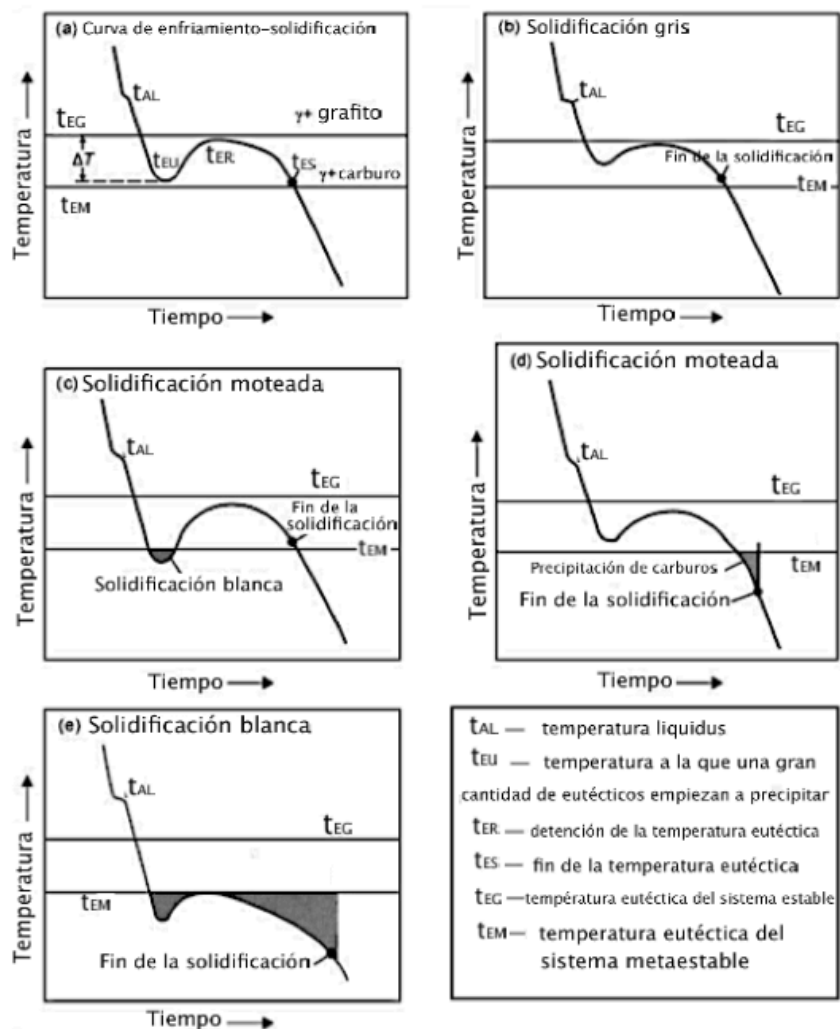 (a) Curva de enfriamiento-solidificación
tAL
tEG
γ+ grafito
ΔT
tEU
tER
tES
γ+carburo
tEM
Temperatura
Tiempo
(b) Solidificación gris
tAL
tEG
Fin de la solidificación
tEM
Temperatura
Tiempo
(c) Solidificación moteada
tAL
tEG
Fin de la
solidificación
tEM
Solidificación blanca
Temperatura
Tiempo
(d) Solidificación moteada
tAL
tEG
Precipitación de carburos
tEM
Fin de la solidificación
Temperatura
Tiempo
(e) Solidificación blanca
tAL
tEG
tEM
Fin de la solidificación
Temperatura
Tiempo
tAL — temperatura liquidus
tEU — temperatura a la que una gran
cantidad de eutécticos empiezan a precipitar
tER — detención de la temperatura eutéctica
tES — fin de la temperatura eutéctica
tEG — témpératura eutéctica del sistema estable
tEM — temperatura eutéctica del
sistema metaestable